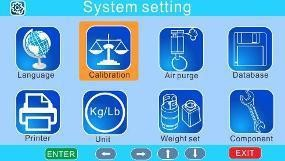 System setting
Language Calibration Air purge Database
Kg/Lb
Printer Unit Weight set Component
ENTER EXIT